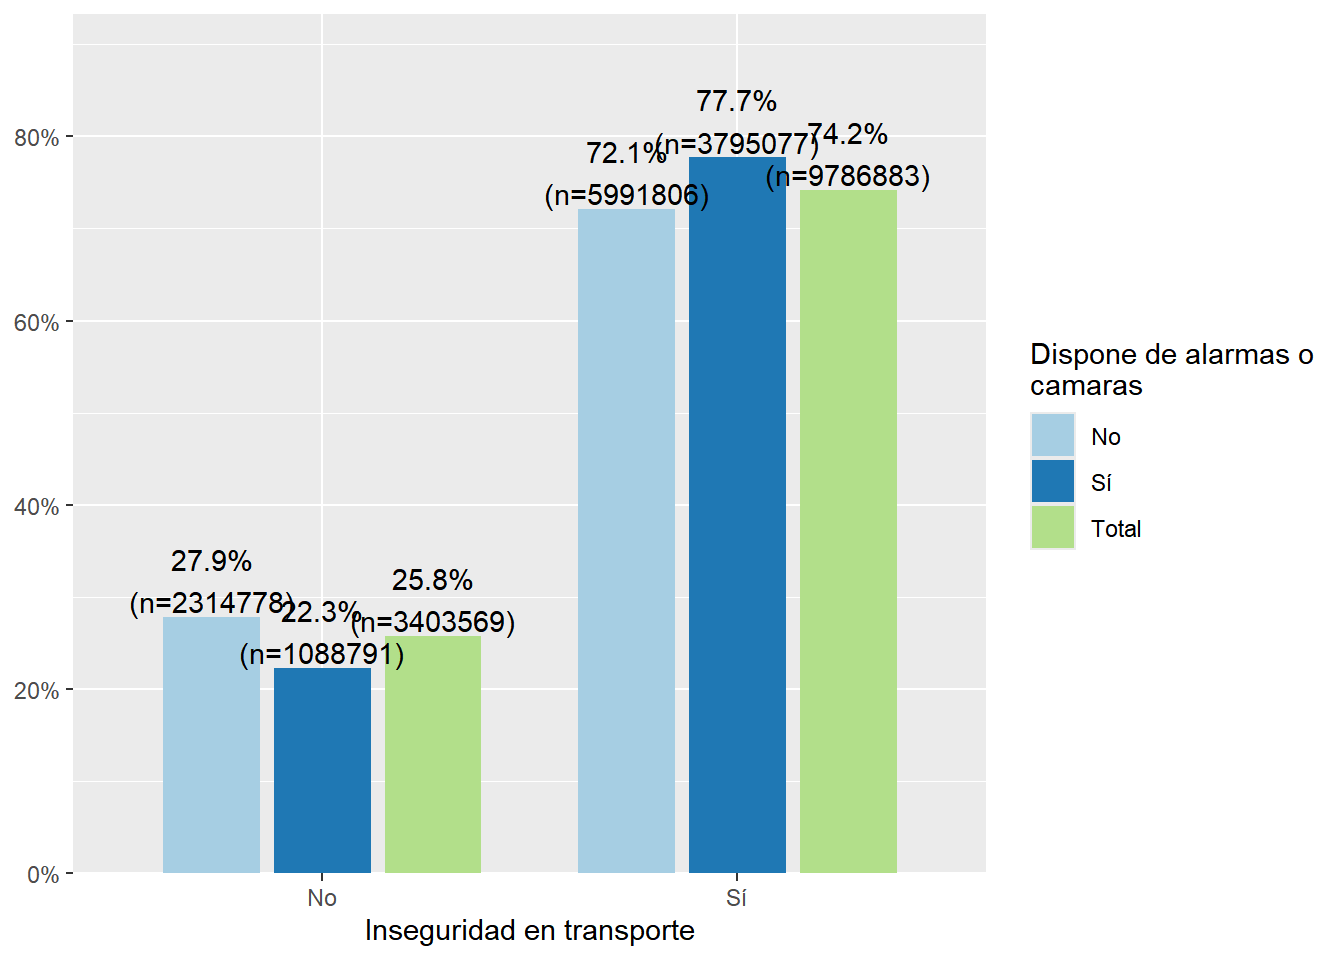 77.7%
(n=3795077)
74.2%
(n=9786883)
72.1%
(n=5991806)
27.9%
(n=2314778)
22.3%
(n=1088791)
25.8%
(n=3403569)
80%
60%
40%
20%
0%
No
Sí
Inseguridad en transporte
Dispone de alarmas o
camaras
No
Sí
Total